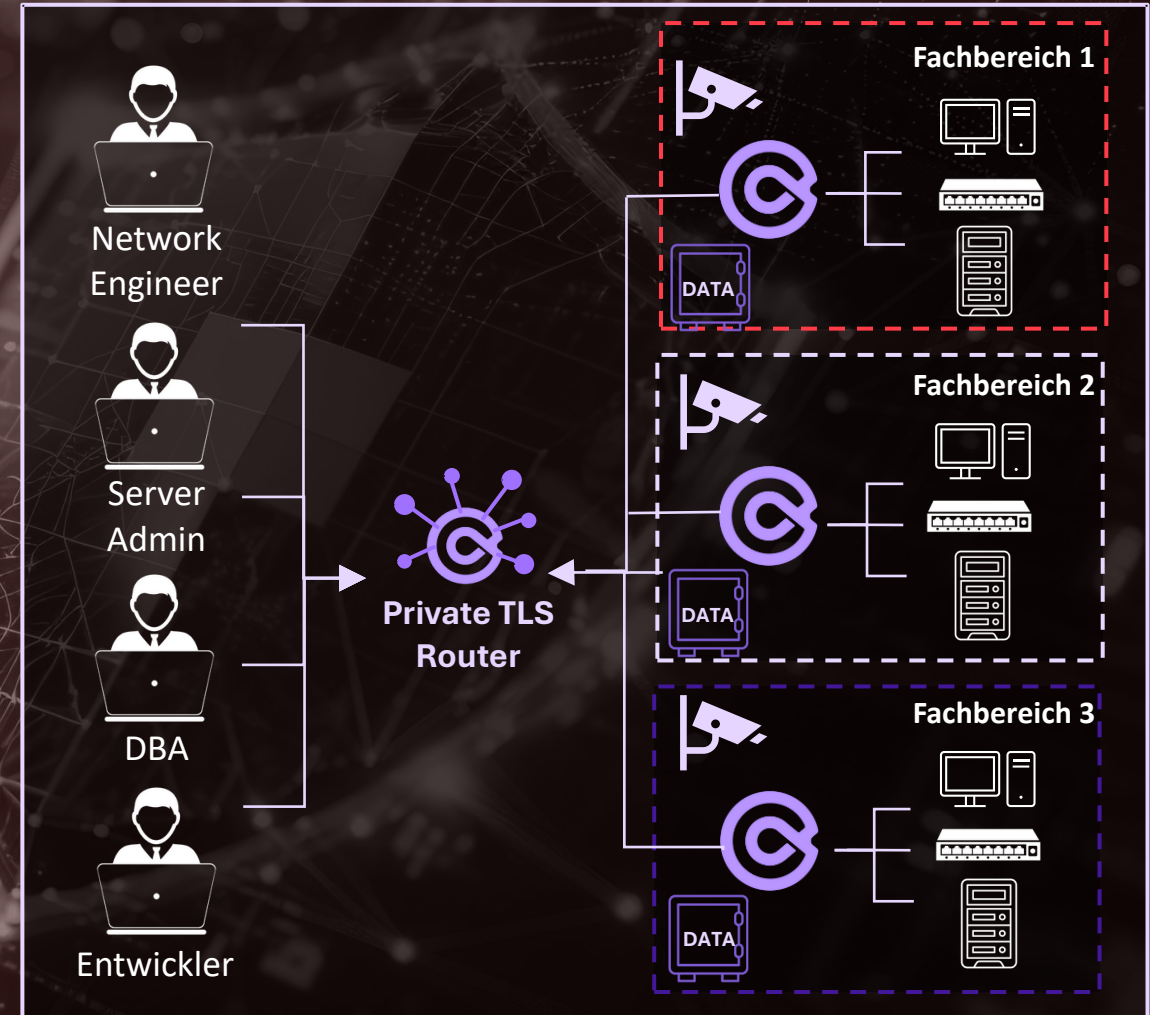 Network
Engineer
Server
Admin
DBA
Entwickler
Private TLS
Router
Fachbereich 1
DATA
Fachbereich 2
DATA
Fachbereich 3
DATA